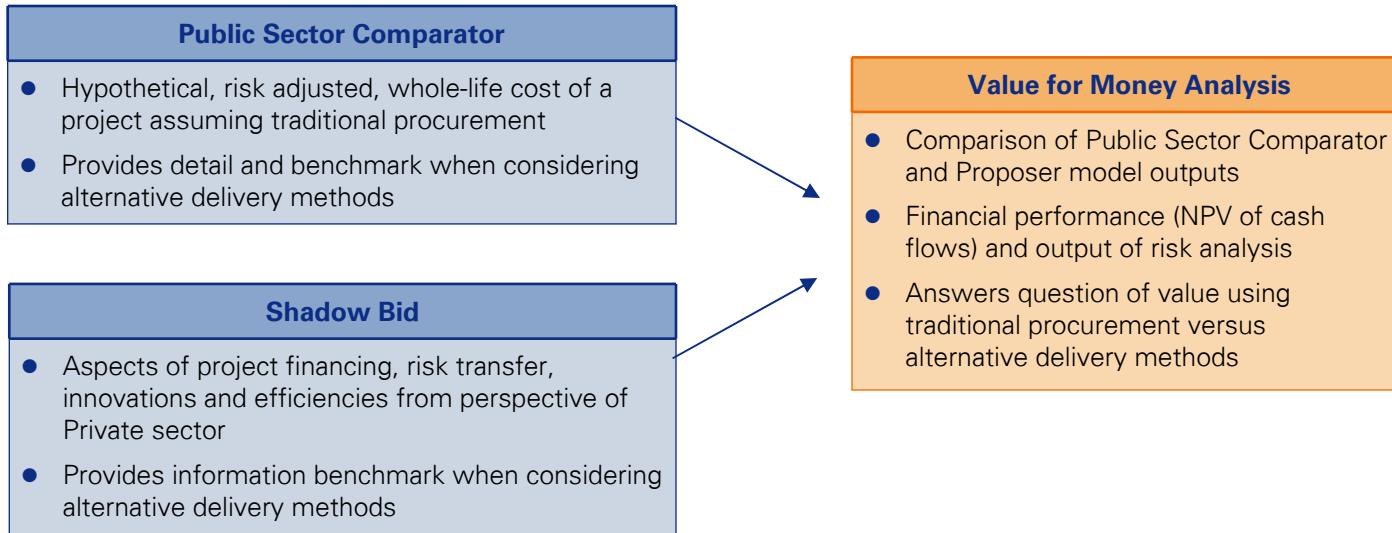 Public Sector Comparator
● Hypothetical, risk adjusted, whole-life cost of a
project assuming traditional procurement
● Provides detail and benchmark when considering
alternative delivery methods
Shadow Bid
● Aspects of project financing, risk transfer,
innovations and efficiencies from perspective of
Private sector
● Provides information benchmark when considering
alternative delivery methods
Value for Money Analysis
● Comparison of Public Sector Comparator
and Proposer model outputs
● Financial performance (NPV of cash
flows) and output of risk analysis
● Answers question of value using
traditional procurement versus
alternative delivery methods